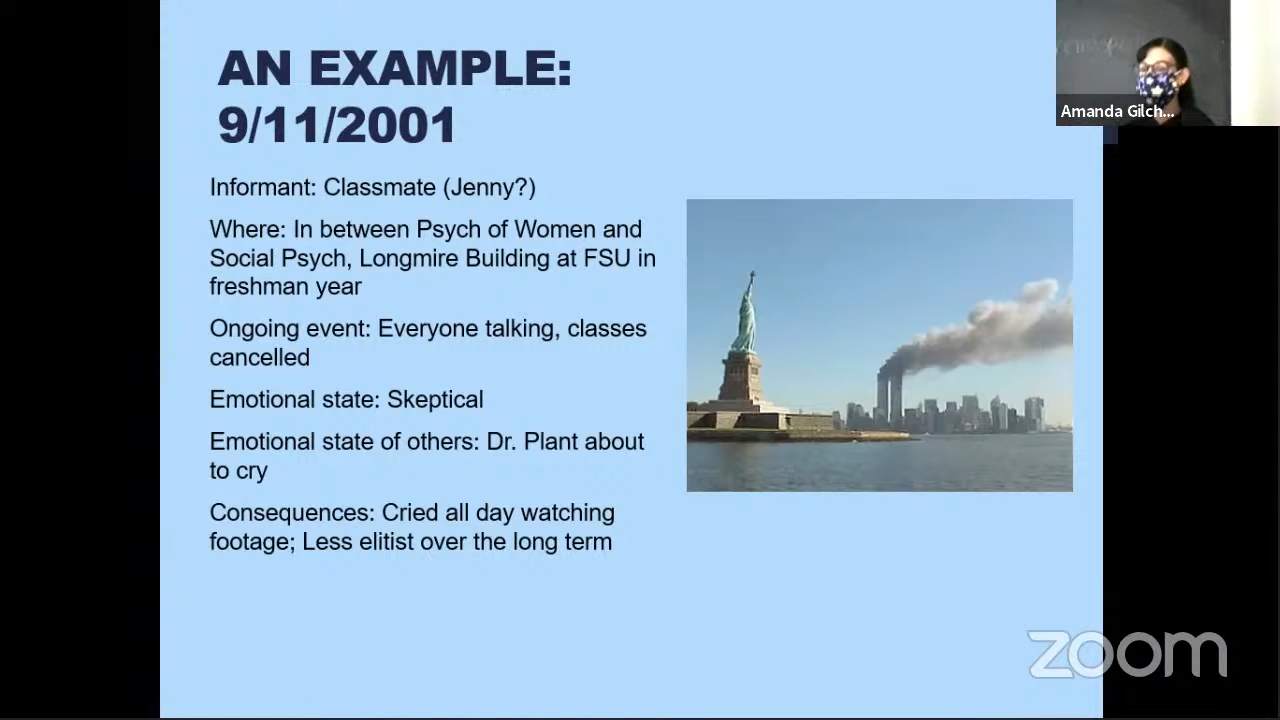 AN EXAMPLE:
9/11/2001
Informant: Classmate (Jenny?)
Where: In between Psych of Women and
Social Psych, Longmire Building at FSU in
freshman year
Ongoing event: Everyone talking, classes
cancelled
Emotional state: Skeptical
Emotional state of others: Dr. Plant about
to cry
Consequences: Cried all day watching
footage; Less elitist over the long term
Amanda Gilch...
zoom